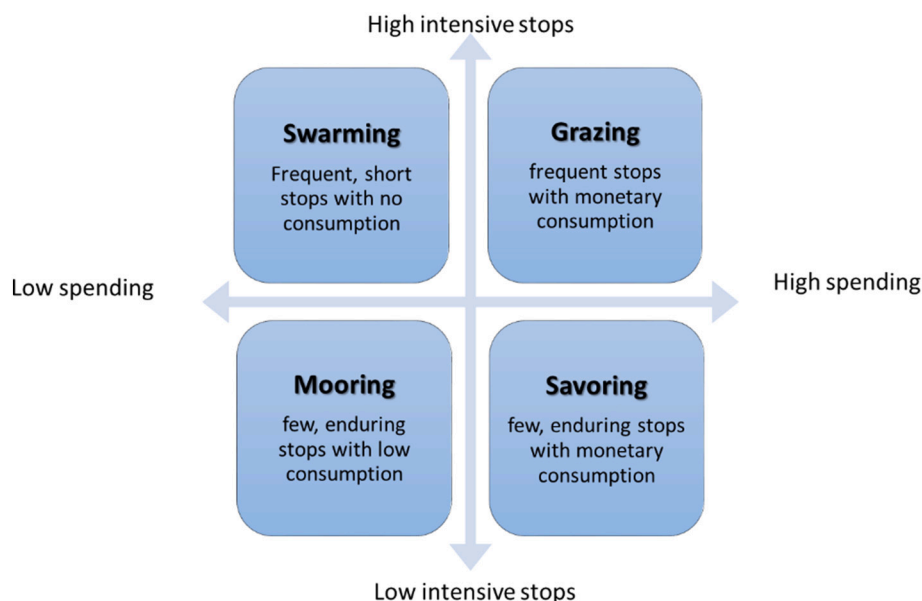 High intensive stops
Swarming
Frequent, short
stops with no
consumption
Grazing
frequent stops
with monetary
consumption
Low spending
High spending
Mooring
few, enduring
stops with low
consumption
Savoring
few, enduring stops
with monetary
consumption
Low intensive stops